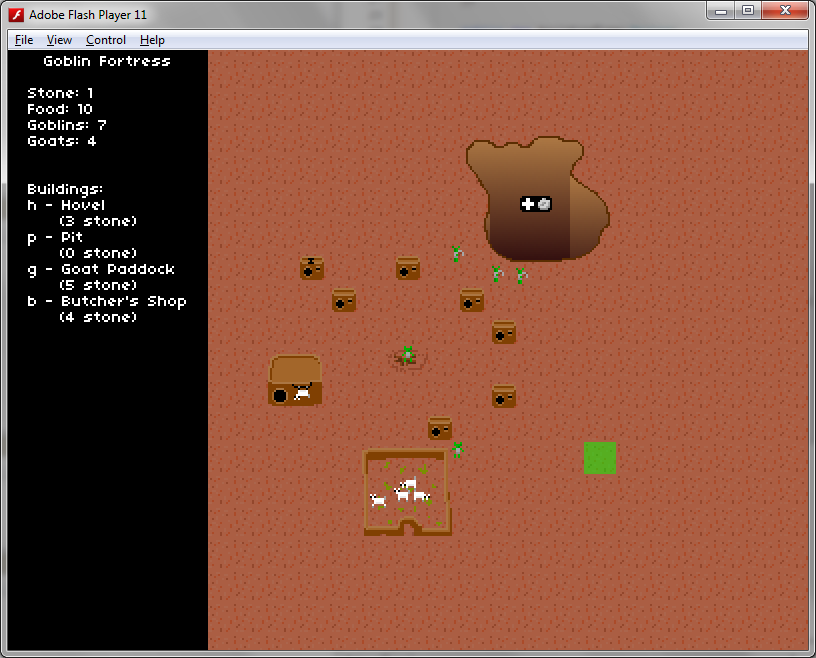 Adobe Flash Player 11
File View Control Help
Goblin Fortress
Stone: 1
Food: 10
Goblins: 7
Goats: 4
Buildings:
h - Hovel
(3 stone)
p - Pit
(0 stone)
g - Goat Paddock
(5 stone)
b - Butcher's Shop
(4 stone)